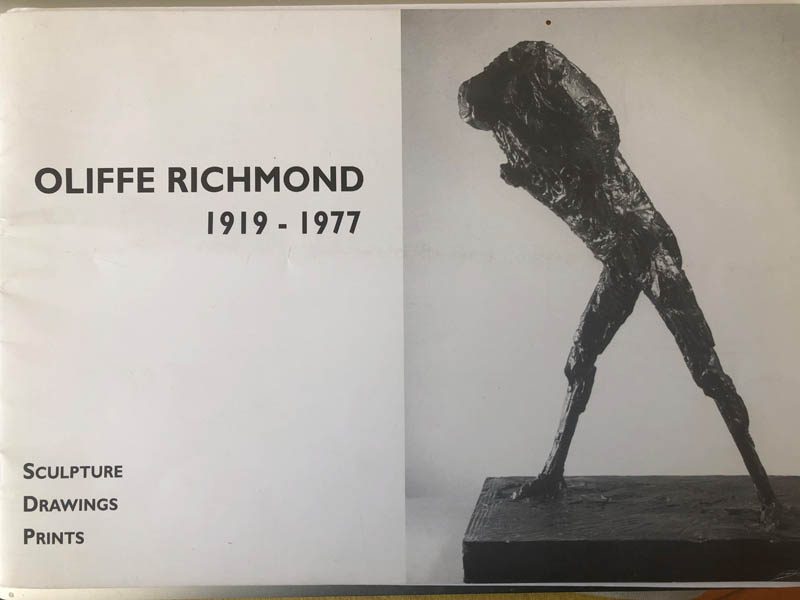 OLIFFE RICHMOND
1919 - 1977
SCULPTURE
DRAWINGS
PRINTS